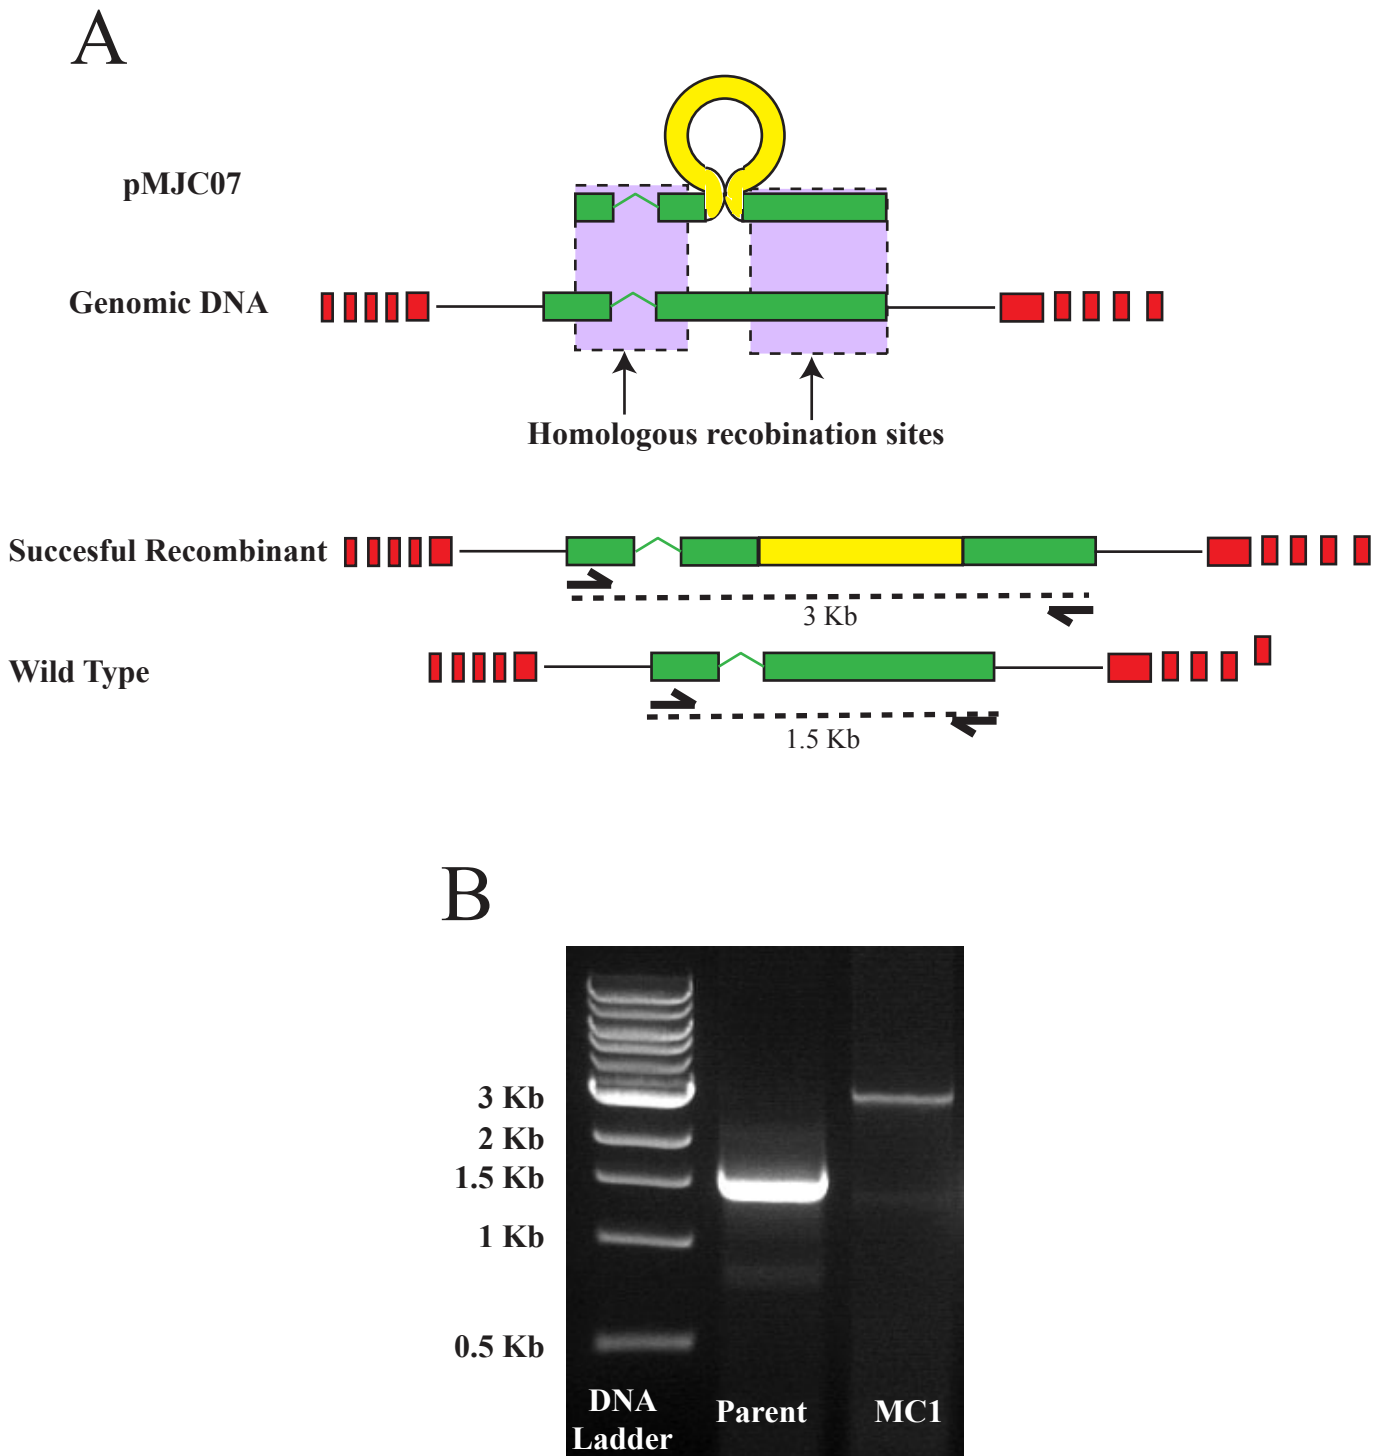 A
pMJC07
Genomic DNA
Homologous recobination sites
Succesful Recombinant
3 Kb
Wild Type
1.5 Kb
B
3 Kb
2 Kb
1.5 Kb
1 Kb
0.5 Kb
DNA
Ladder
Parent
MC1